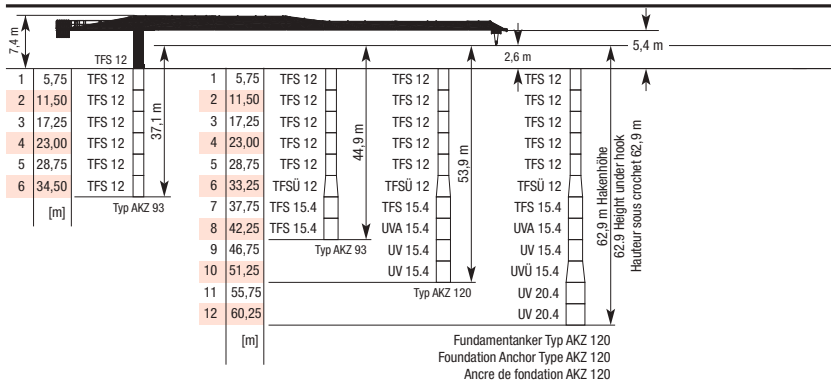 7,4 m
5,4 m
2,6 m
TFS 12
1 5,75 TFS 12
2 11,50 TFS 12
3 17,25 TFS 12
4 23,00 TFS 12
5 28,75 TFS 12
6 34,50 TFS 12
[m]
37,1 m
Typ AKZ 93
1 5,75 TFS 12 TFS 12 TFS 12
2 11,50 TFS 12 TFS 12 TFS 12
3 17,25 TFS 12 TFS 12 TFS 12
4 23,00 TFS 12 TFS 12 TFS 12
5 28,75 TFS 12 TFS 12 TFS 12
6 33,25 TFSÜ 12 TFSÜ 12 TFSÜ 12
7 37,75 TFS 15.4 TFS 15.4 TFS 15.4
8 42,25 TFS 15.4 UVA 15.4 UVA 15.4
9 46,75 UV 15.4 UV 15.4
10 51,25 UV 15.4 UVÜ 15.4
11 55,75 UV 20.4
12 60,25 UV 20.4
[m]
44,9 m
Typ AKZ 93
53,9 m
Typ AKZ 120
62,9 m Hakenhöhe
62.9 Height under hook
Hauteur sous crochet 62,9 m
Fundamentanker Typ AKZ 120
Foundation Anchor Type AKZ 120
Ancre de fondation AKZ 120